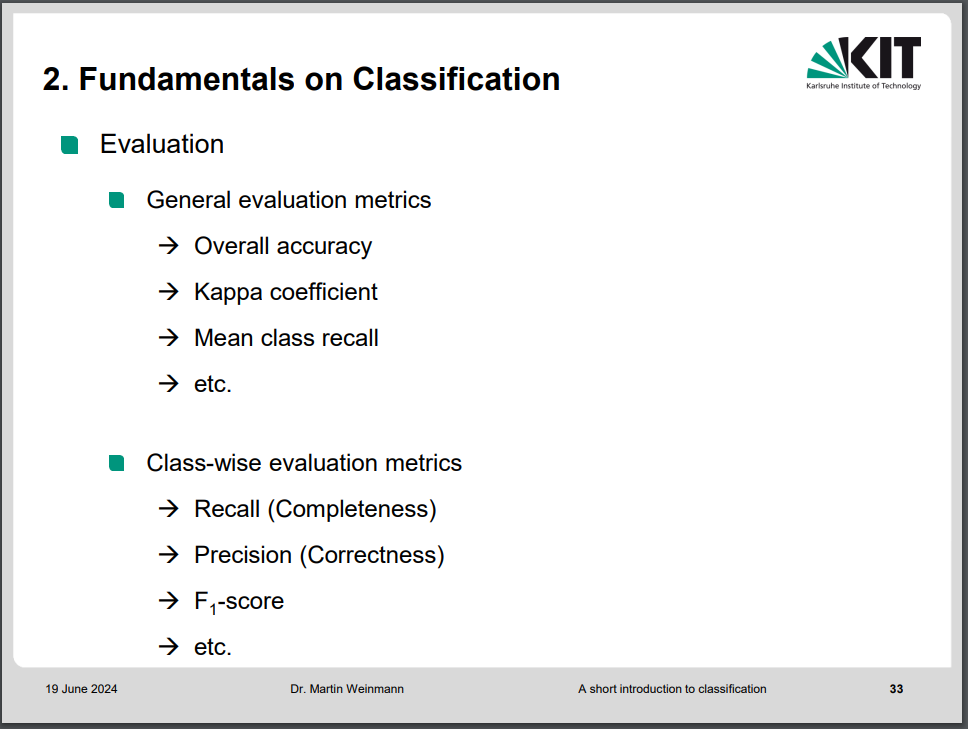 KIT
Karlsruhe Institute of Technology
2. Fundamentals on Classification
Evaluation
General evaluation metrics
→ Overall accuracy
→ Kappa coefficient
→ Mean class recall
→ etc.
Class-wise evaluation metrics
→ Recall (Completeness)
→ Precision (Correctness)
→ F₁-score
→ etc.
19 June 2024 Dr. Martin Weinmann A short introduction to classification 33